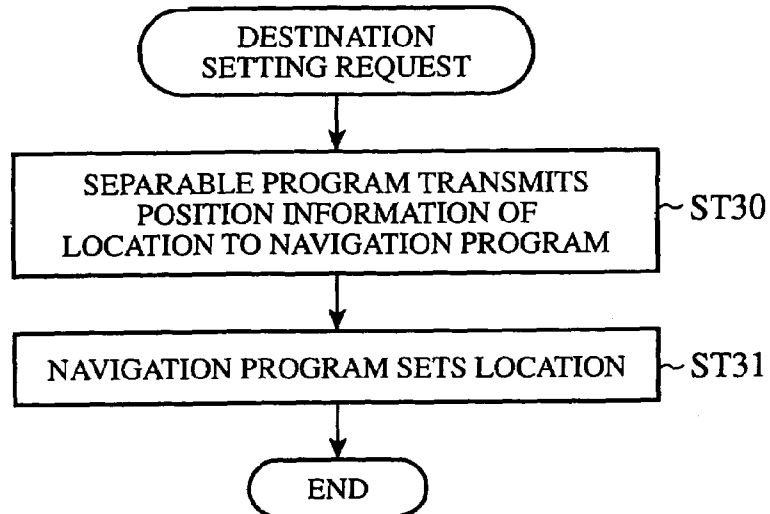 DESTINATION
SETTING REQUEST
SEPARABLE PROGRAM TRANSMITS
POSITION INFORMATION OF
LOCATION TO NAVIGATION PROGRAM
~ ST30
NAVIGATION PROGRAM SETS LOCATION
~ ST31
END